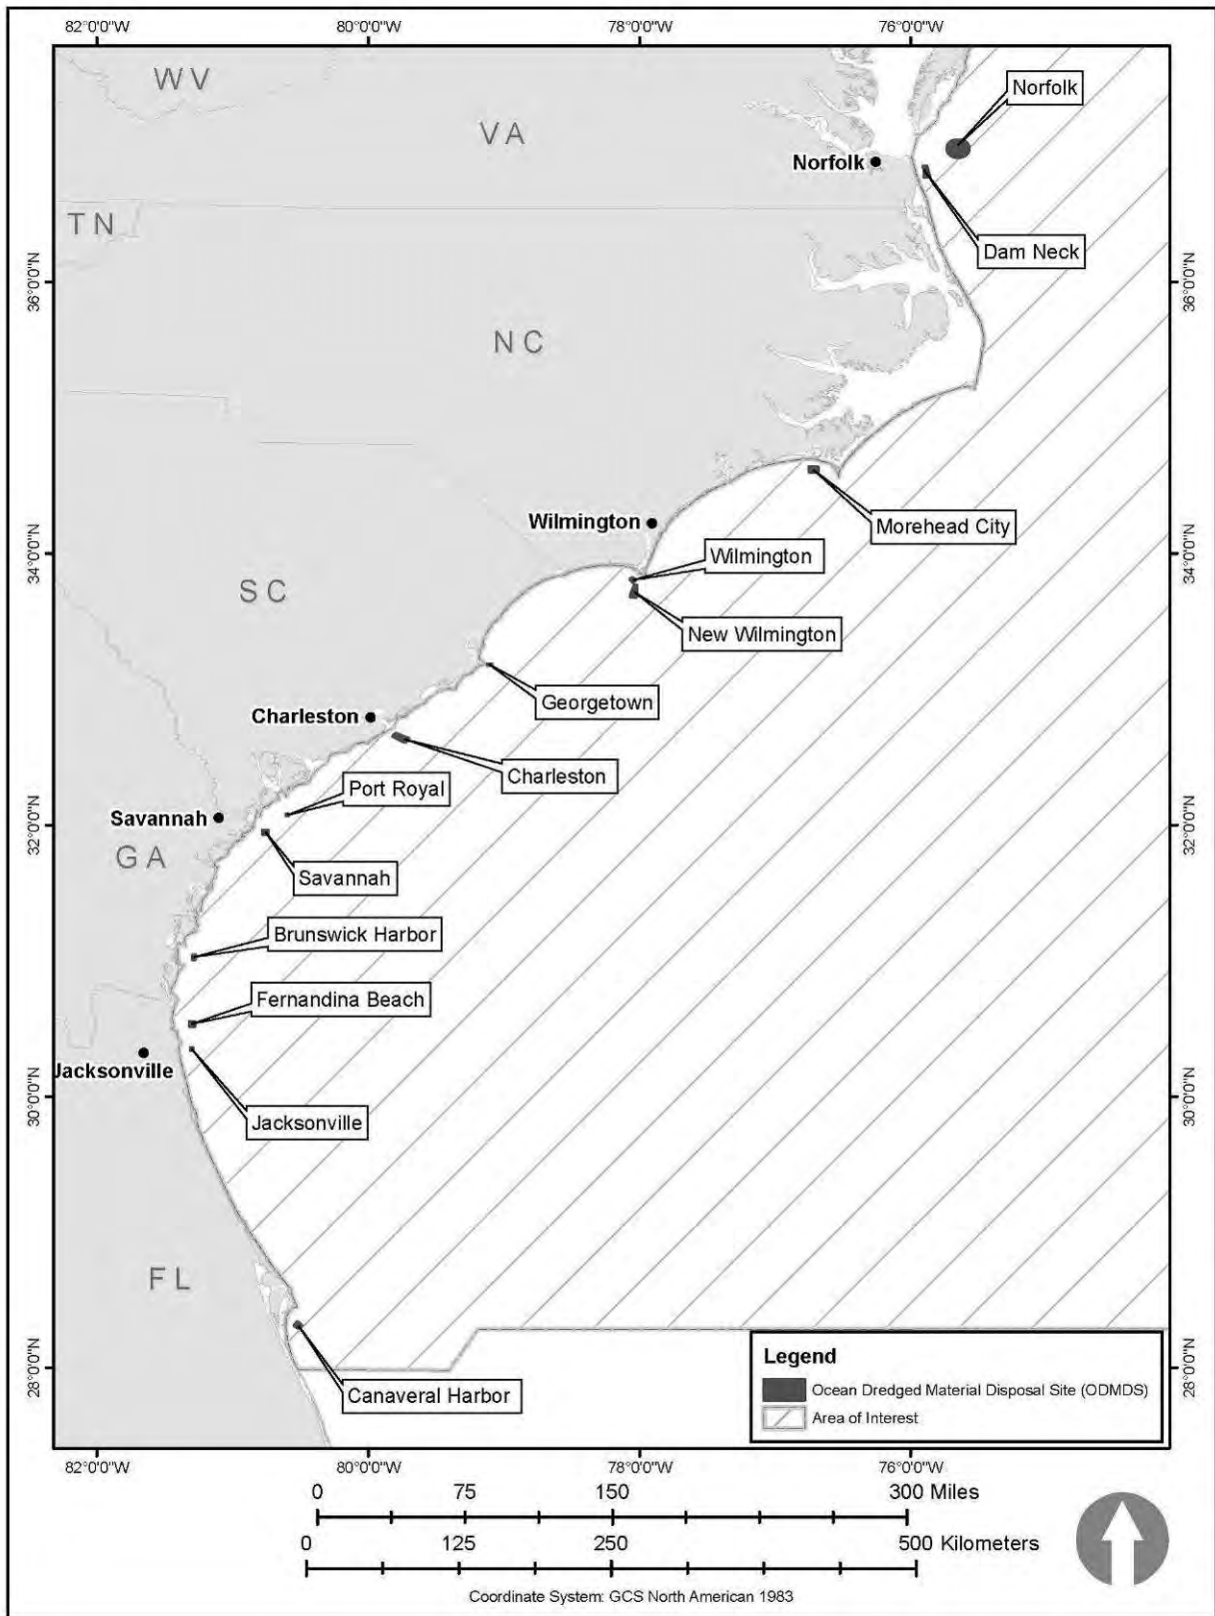 82°0'0"W 80°0'0"W 78°0'0"W 76°0'0"W
WV
Norfolk
VA
Norfolk
TN
Dam Neck
36°0'0"N 36°0'0"N
NC
Wilmington
Morehead City
Wilmington
34°0'0"N 34°0'0"N
SC
New Wilmington
Georgetown
Charleston
Charleston
Port Royal
Savannah
32°0'0"N 32°0'0"N
GA
Savannah
Brunswick Harbor
Fernandina Beach
Jacksonville
30°0'0"N 30°0'0"N
Jacksonville
FL
Legend
28°0'0"N 28°0'0"N
Canaveral Harbor
Ocean Dredged Material Disposal Site (ODMDS)
Area of Interest
82°0'0"W 80°0'0"W 78°0'0"W 76°0'0"W
0 75 150 300 Miles
0 125 250 500 Kilometers
Coordinate System: GCS North American 1983